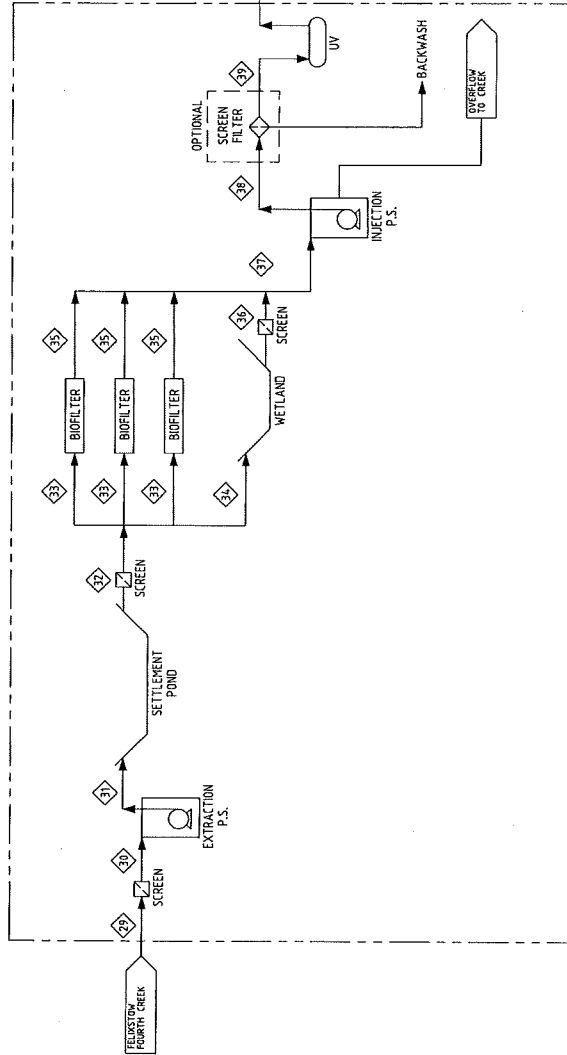 FELIXSTOW
FOURTH CREEK
29
SCREEN
30
EXTRACTION
P.S.
31
SETTLEMENT
POND
32
SCREEN
33
BIOFILTER
35
33
BIOFILTER
35
33
BIOFILTER
35
34
WETLAND
36
SCREEN
37
INJECTION
P.S.
38
OPTIONAL
SCREEN
FILTER
39
UV
BACKWASH
OVERFLOW
TO CREEK